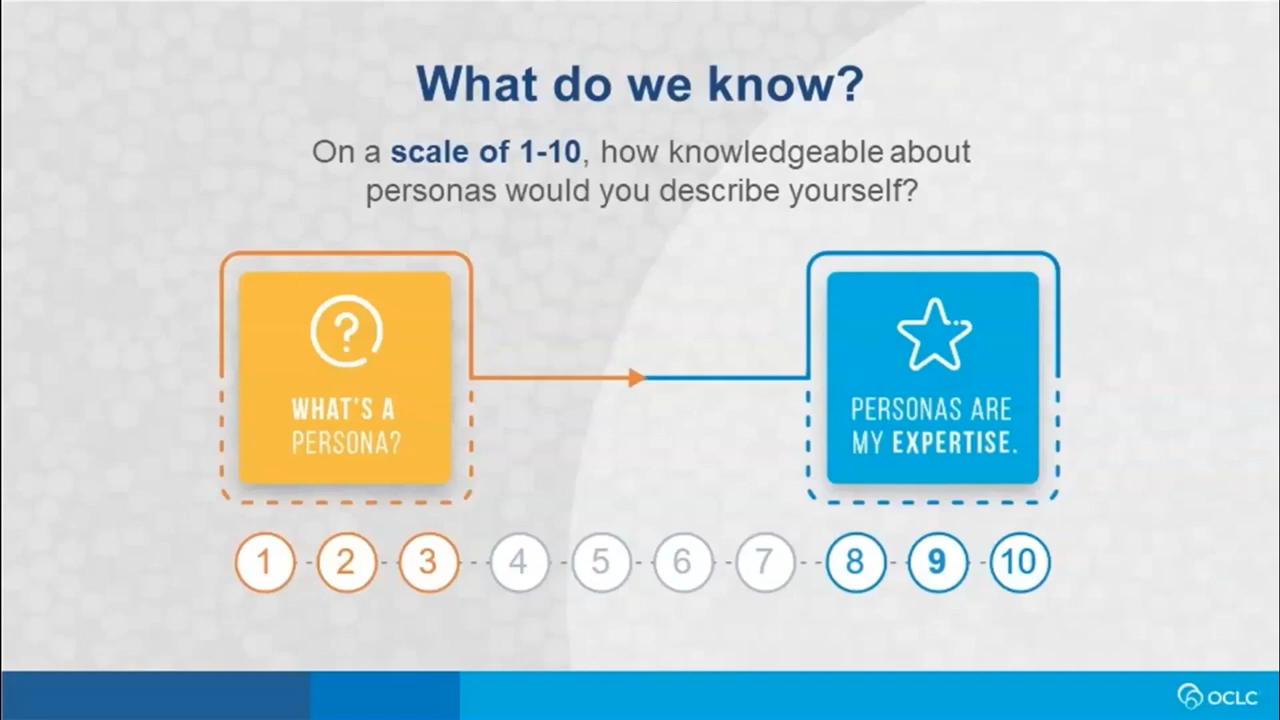 What do we know?
On a scale of 1-10, how knowledgeable about
personas would you describe yourself?
?
WHAT'S A
PERSONA?
PERSONAS ARE
MY EXPERTISE.
1 2 3 4 5 6 7 8 9 10
OCLC